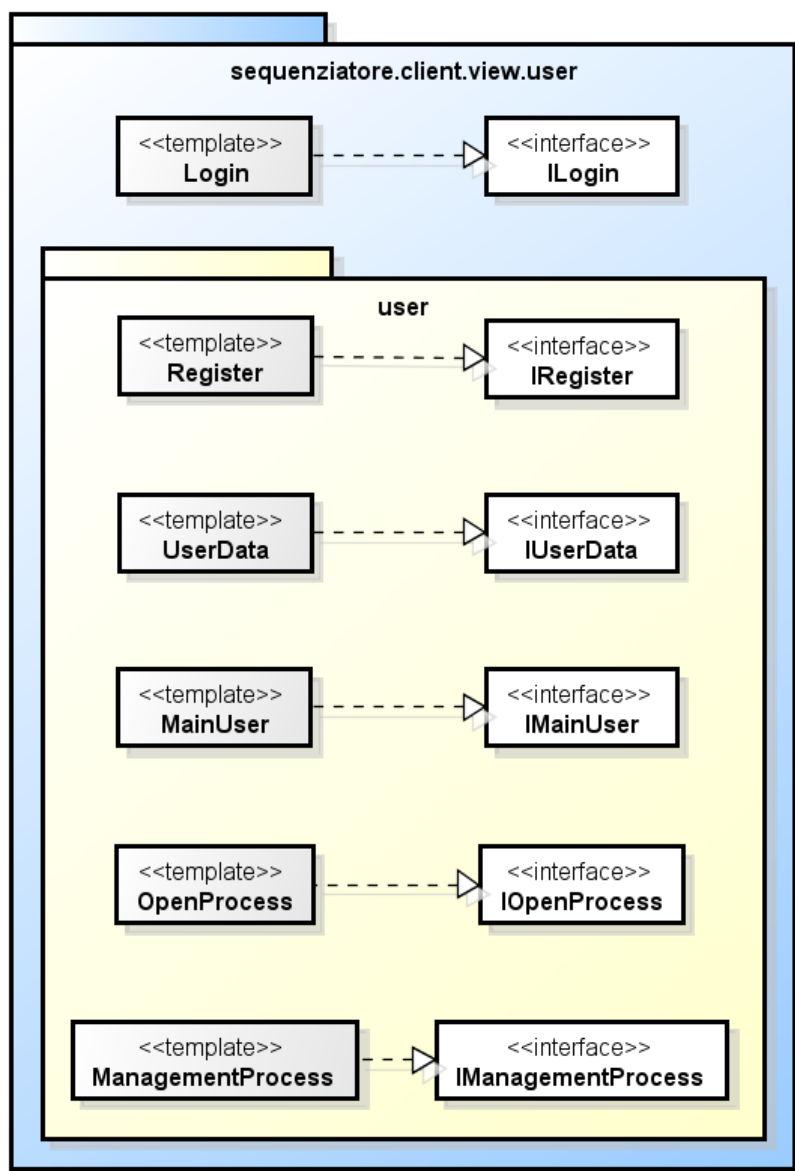 sequenziatore.client.view.user
<<template>>
Login
<<interface>>
ILogin
user
<<template>>
Register
<<interface>>
IRegister
<<template>>
UserData
<<interface>>
IUserData
<<template>>
MainUser
<<interface>>
IMainUser
<<template>>
OpenProcess
<<interface>>
IOpenProcess
<<template>>
ManagementProcess
<<interface>>
IManagementProcess